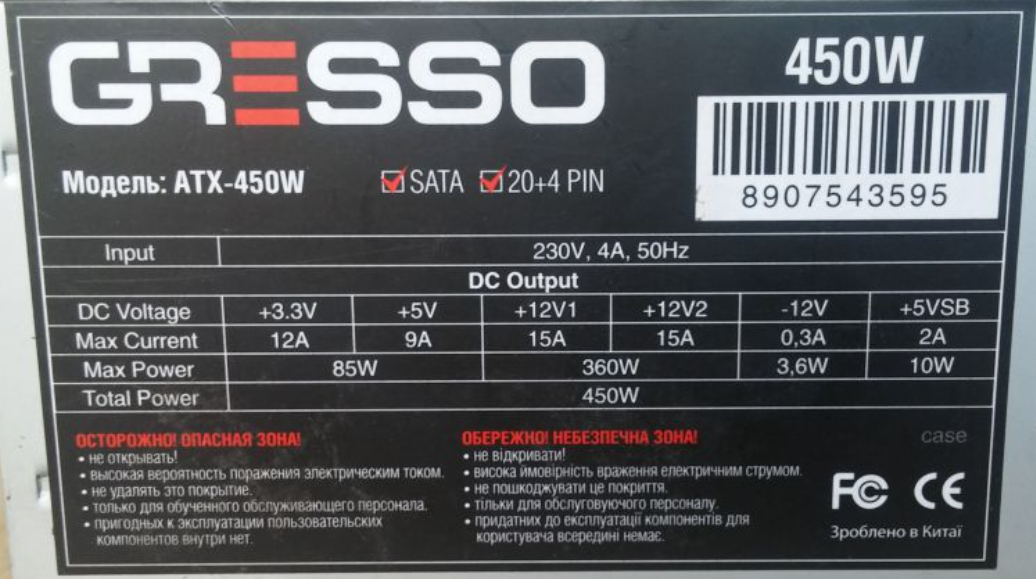 GRESSO
450W
8907543595
Модель: ATX-450W SATA 20+4 PIN
Input 230V, 4A, 50Hz
DC Output
DC Voltage +3.3V +5V +12V1 +12V2 -12V +5VSB
Max Current 12A 9A 15A 15A 0,3A 2A
Max Power 85W 360W 3,6W 10W
Total Power 450W
ОСТОРОЖНО! ОПАСНАЯ ЗОНА!
• не открывать!
• высокая вероятность поражения электрическим током.
• не удалять это покрытие.
• только для обученного обслуживающего персонала.
• пригодных к эксплуатации пользовательских
компонентов внутри нет.
ОБЕРЕЖНО! НЕБЕЗПЕЧНА ЗОНА!
• не відкривати!
• висока ймовірність враження електричним струмом.
• не пошкоджувати це покриття.
• тільки для обслуговуючого персоналу.
• придатних до експлуатації компонентів для
користувача всередині немає.
case
FC CE
Зроблено в Китаї